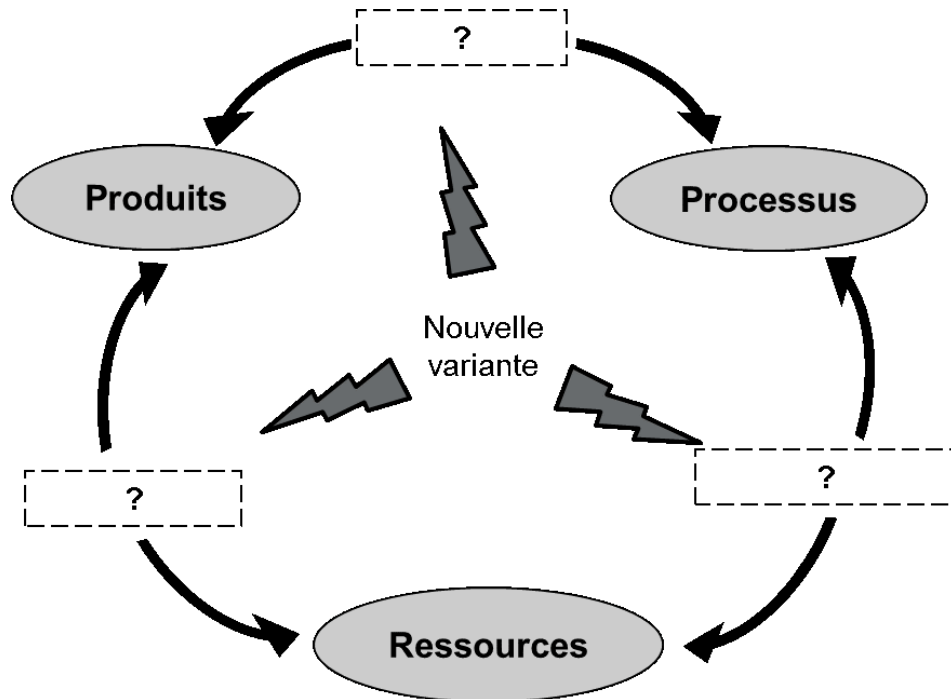 ?
Produits
Processus
Nouvelle
variante
?
?
Ressources